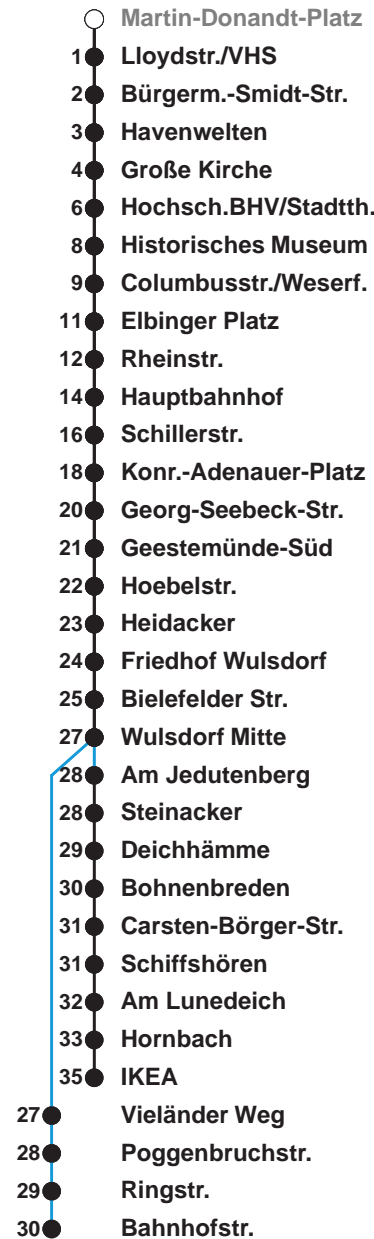 Martin-Donandt-Platz
1 Lloydstr./VHS
2 Bürgerm.-Smidt-Str.
3 Havenwelten
4 Große Kirche
6 Hochsch.BHV/Stadtth.
8 Historisches Museum
9 Columbusstr./Weserf.
11 Elbinger Platz
12 Rheinstr.
14 Hauptbahnhof
16 Schillerstr.
18 Konr.-Adenauer-Platz
20 Georg-Seebeck-Str.
21 Geestemünde-Süd
22 Hoebelstr.
23 Heidacker
24 Friedhof Wulsdorf
25 Bielefelder Str.
27 Wulsdorf Mitte
28 Am Jedutenberg
28 Steinacker
29 Deichhämme
30 Bohnenbreden
31 Carsten-Börger-Str.
31 Schiffshören
32 Am Lunedeich
33 Hornbach
35 IKEA
27 Vieländer Weg
28 Poggenbruchstr.
29 Ringstr.
30 Bahnhofstr.